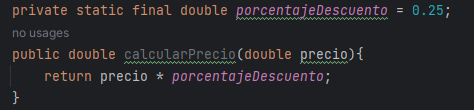 private static final double porcentajeDescuento = 0.25;
no usages
public double calcularPrecio(double precio){
    return precio * porcentajeDescuento;
}